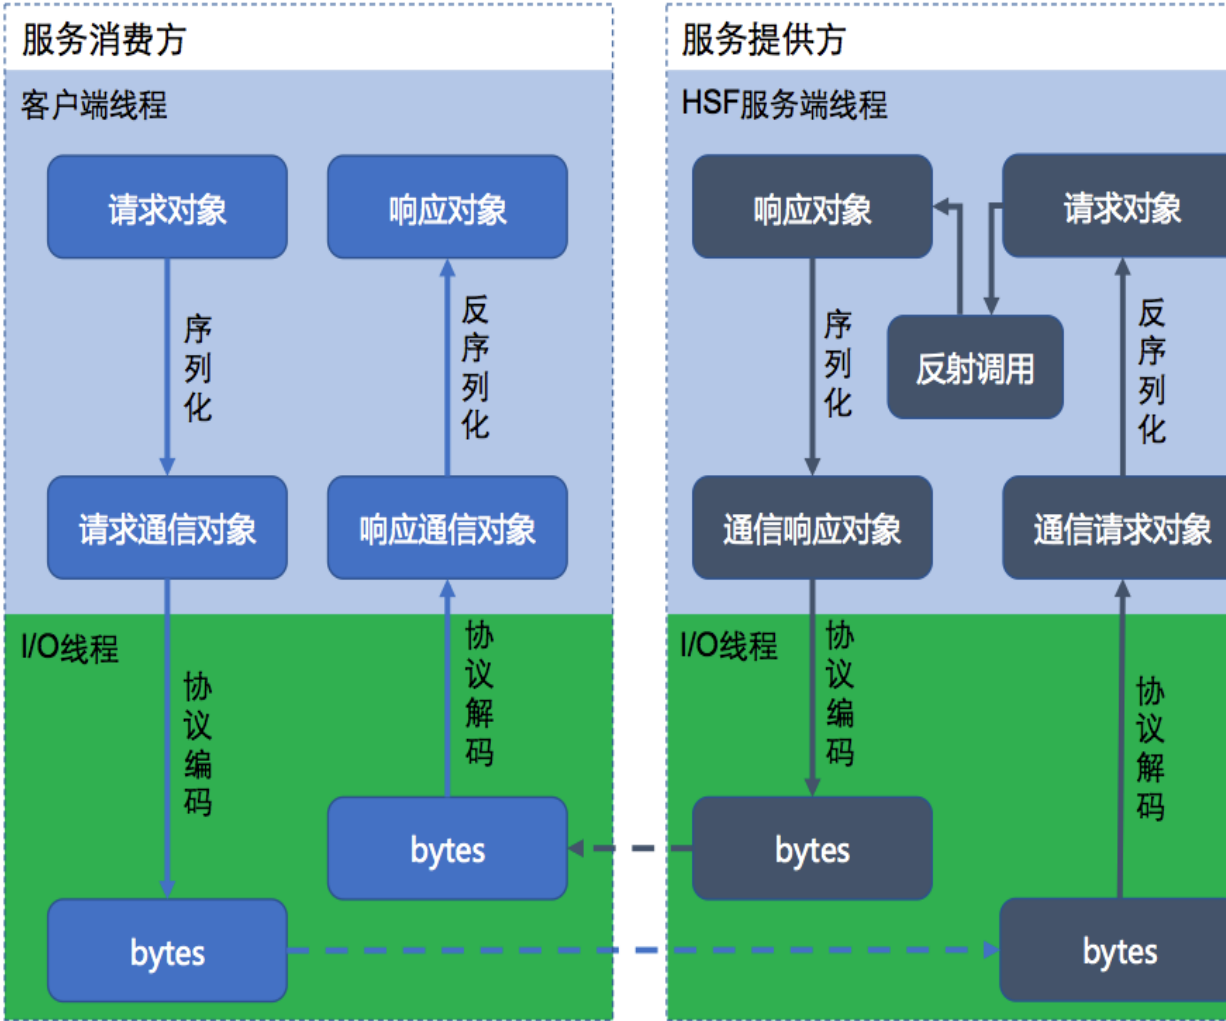 服务消费方
客户端线程
请求对象
响应对象
序列化
反序列化
请求通信对象
响应通信对象
I/O线程
协议编码
协议解码
bytes
bytes
服务提供方
HSF服务端线程
响应对象
请求对象
反射调用
序列化
反序列化
通信响应对象
通信请求对象
I/O线程
协议编码
协议解码
bytes
bytes